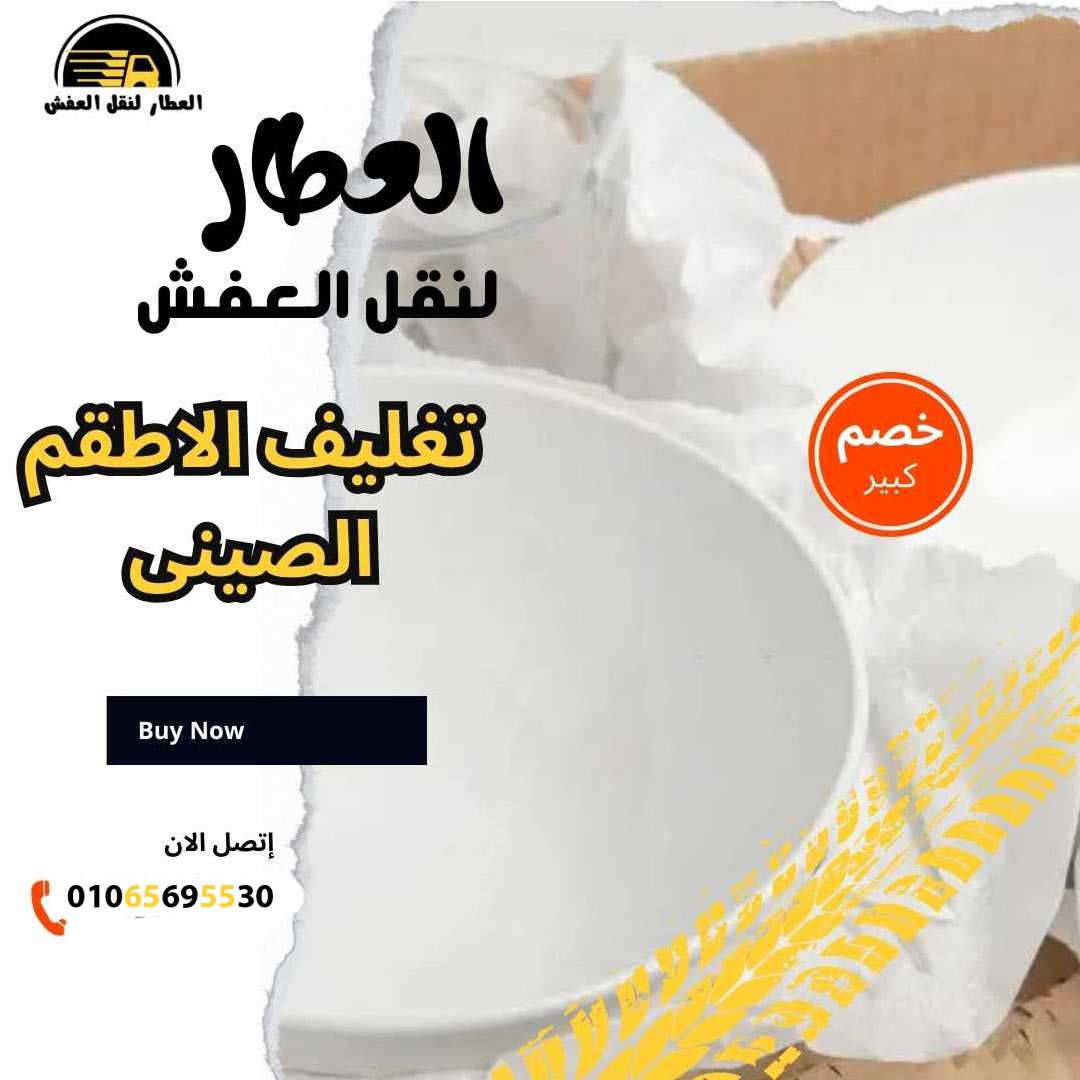 العطار لنقل العفش
العطار
لنقل العفش
تغليف الاطقم
الصينى
خصم
كبير
Buy Now
إتصل الان
01065695530